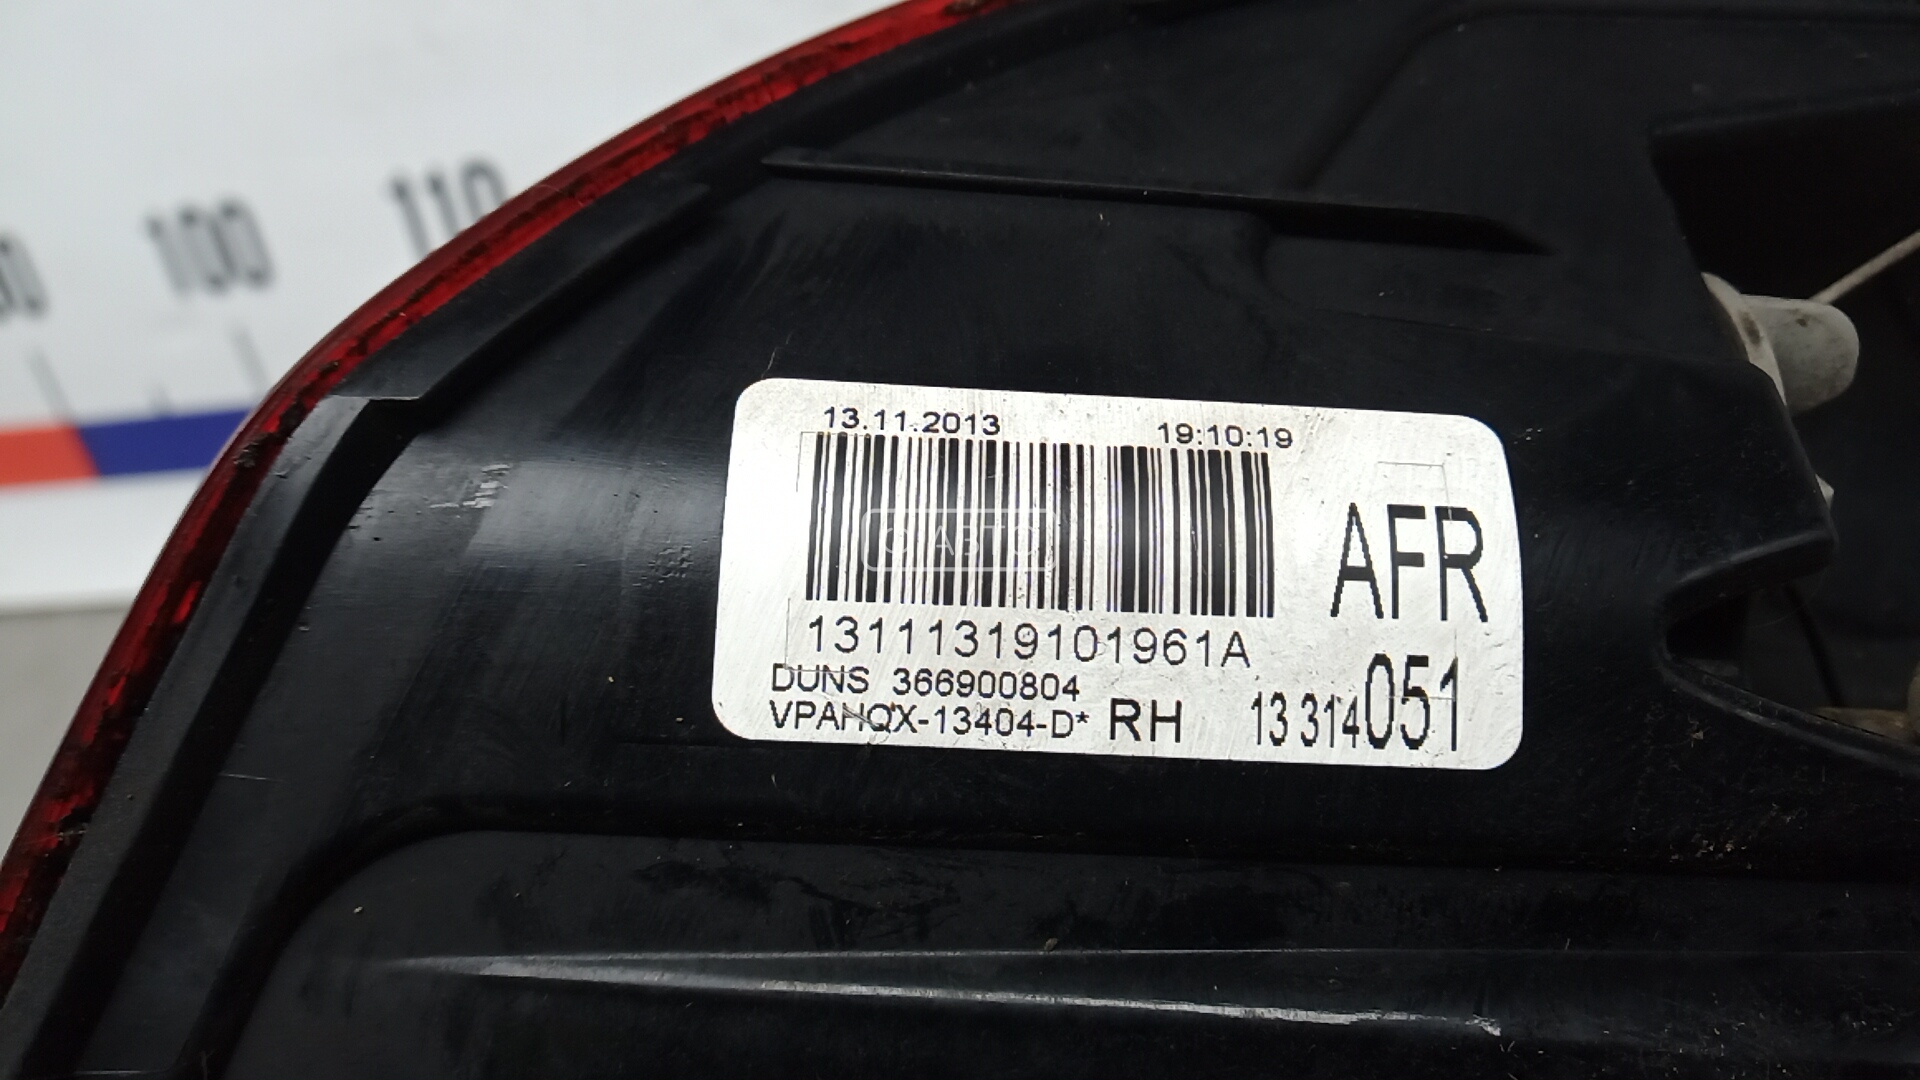 100
110
13.11.2013 19:10:19
AFR
13111319101961A
DUNS 366900804
VPAHQX-13404-D* RH 13 314 051